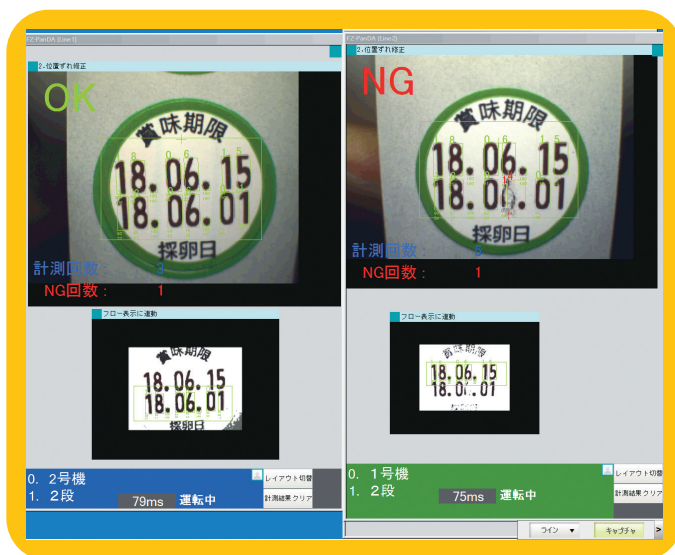 FZ-PanDA (Line1)
2.位置ずれ修正
OK
賞味期限
18.06.15
18.06.01
採卵日
計測回数: 3
NG回数: 1
フロー表示に連動
賞味期限
18.06.15
18.06.01
採卵日
0. 2号機
1. 2段
79ms
運転中
レイアウト切替
計測結果クリア
FZ-PanDA (Line2)
2.位置ずれ修正
NG
賞味期限
18.06.15
採卵日
計測回数:
NG回数: 1
フロー表示に連動
賞味期限
18.06.15
0. 1号機
1. 2段
75ms
運転中
レイアウト切替
計測結果クリア
ライン
キャプチャ